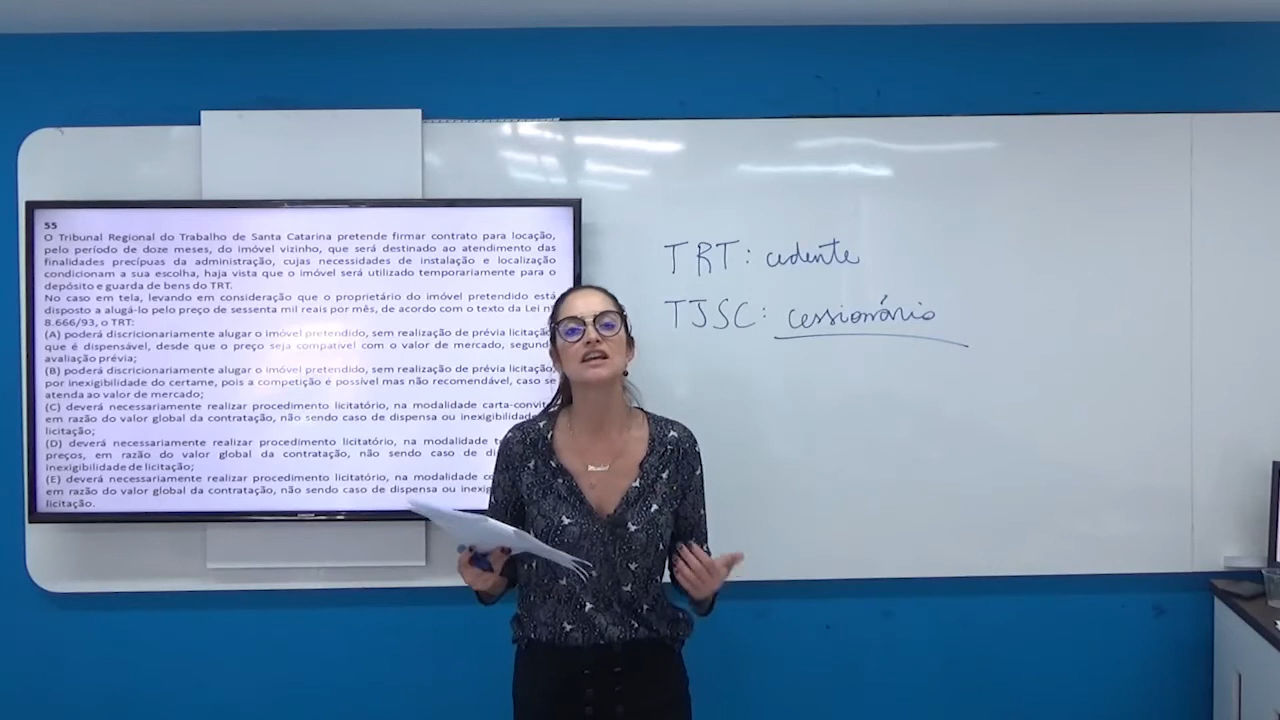 55
O Tribunal Regional do Trabalho de Santa Catarina pretende firmar contrato para locação,
pelo período de doze meses, do imóvel vizinho, que será destinado ao atendimento das
finalidades precípuas da administração, cujas necessidades de instalação e localização
condicionam a sua escolha, haja vista que o imóvel será utilizado temporariamente para o
depósito e guarda de bens do TRT.
No caso em tela, levando em consideração que o proprietário do imóvel pretendido está
disposto a alugá-lo pelo preço de sessenta mil reais por mês, de acordo com o texto da Lei
8.666/93, o TRT:
(A) poderá discricionariamente alugar o imóvel pretendido, sem realização de prévia licitação
que é dispensável, desde que o preço seja compatível com o valor de mercado, segundo
avaliação prévia;
(B) poderá discricionariamente alugar o imóvel pretendido, sem realização de prévia licitação,
por inexigibilidade do certame, pois a competição é possível mas não recomendável, caso se
atenda ao valor de mercado;
(C) deverá necessariamente realizar procedimento licitatório, na modalidade carta-convite
em razão do valor global da contratação, não sendo caso de dispensa ou inexigibilidade
licitação;
(D) deverá necessariamente realizar procedimento licitatório, na modalidade
preços, em razão do valor global da contratação, não sendo caso de
inexigibilidade de licitação;
(E) deverá necessariamente realizar procedimento licitatório, na modalidade
em razão do valor global da contratação, não sendo caso de dispensa ou
licitação.
TRT: cedente
TJSC: cessionário